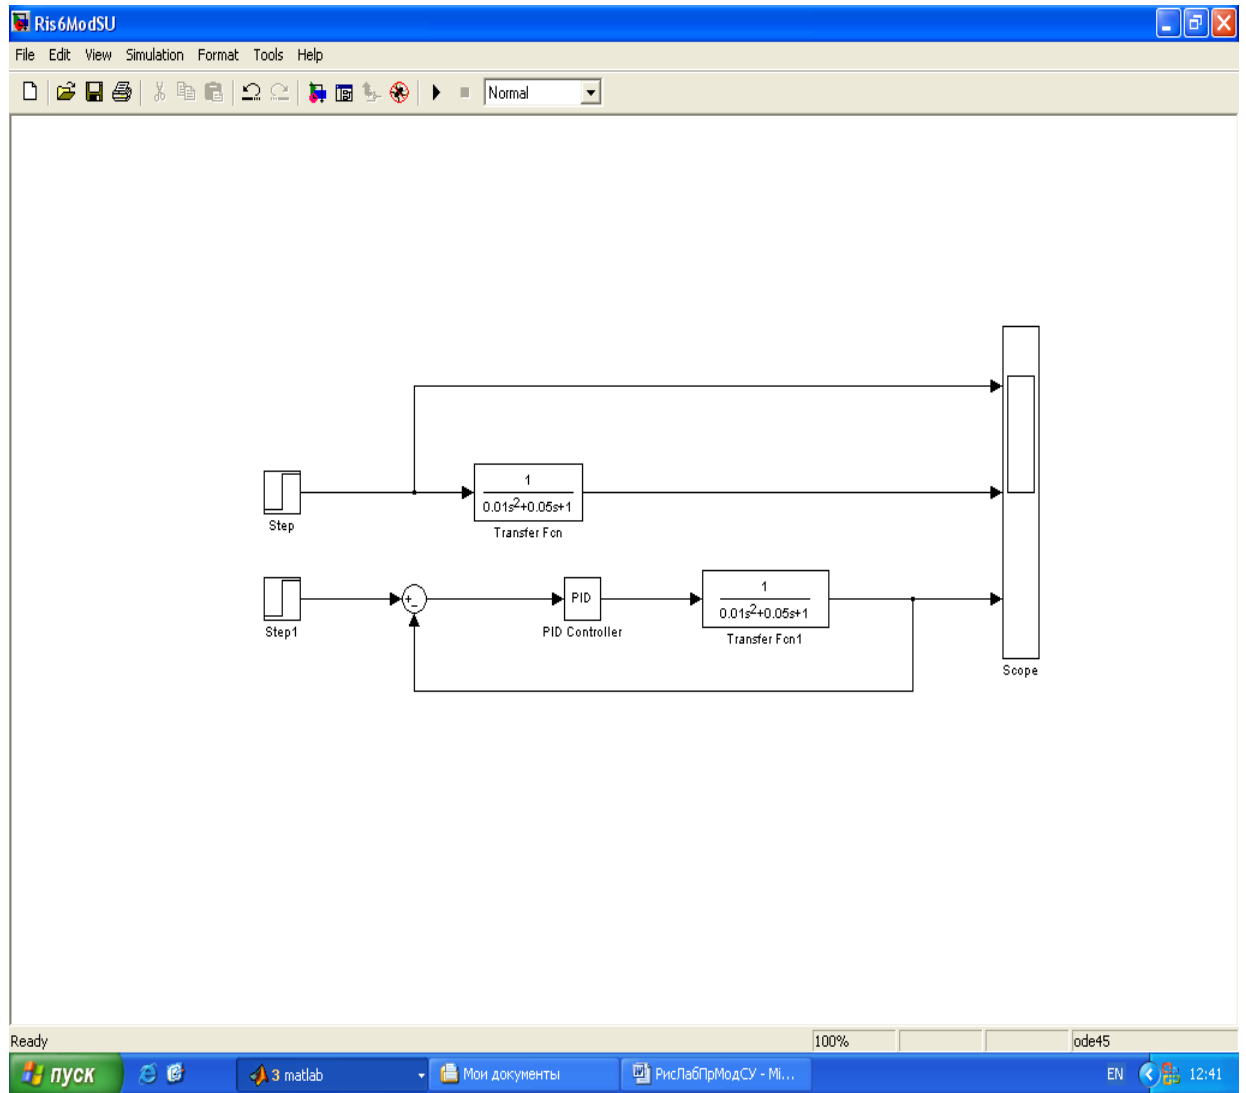 Ris6ModSU
File Edit View Simulation Format Tools Help
Normal
Step
1
0.01s²+0.05s+1
Transfer Fcn
Step1
+
-
PID
PID Controller
1
0.01s²+0.05s+1
Transfer Fcn1
Scope
Ready 100% ode45
пуск 3 matlab Мои документы РисЛабПрМодСУ - Mi... EN 12:41